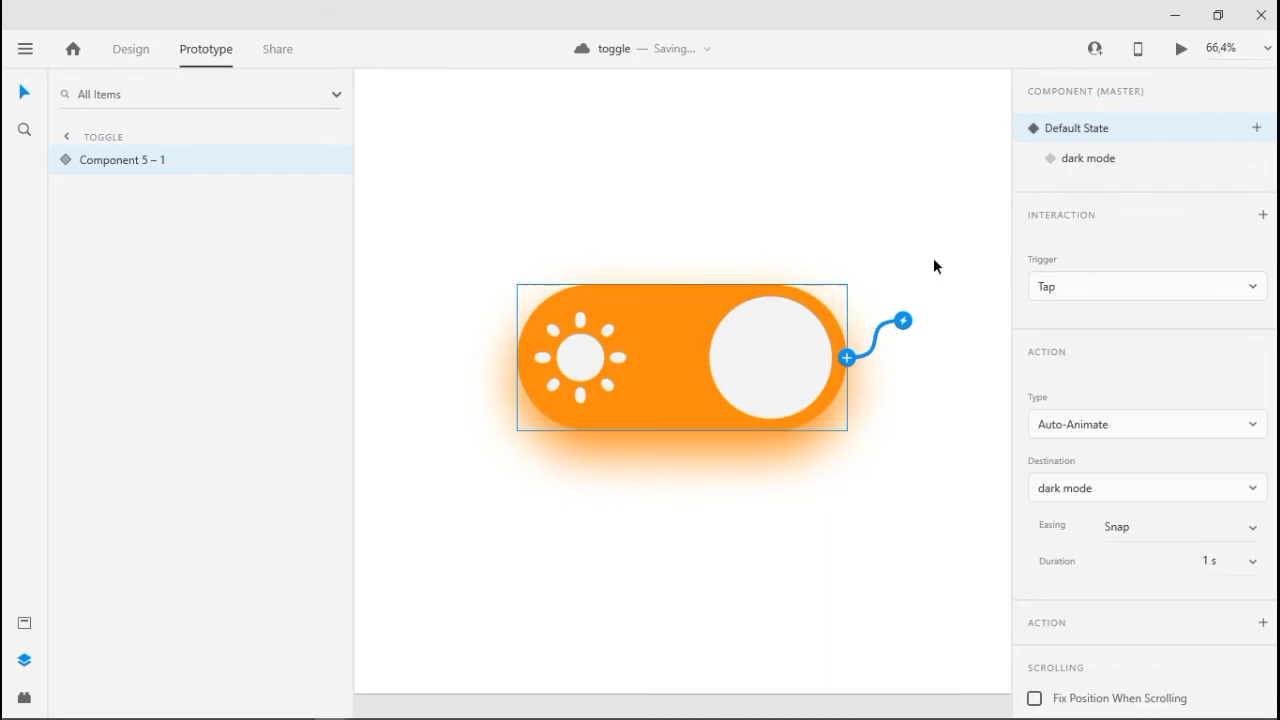 Design
Prototype
Share
toggle — Saving...
66,4%
All Items
TOGGLE
Component 5 – 1
COMPONENT (MASTER)
Default State
dark mode
INTERACTION
Trigger
Tap
ACTION
Type
Auto-Animate
Destination
dark mode
Easing Snap
Duration 1 s
ACTION
SCROLLING
Fix Position When Scrolling